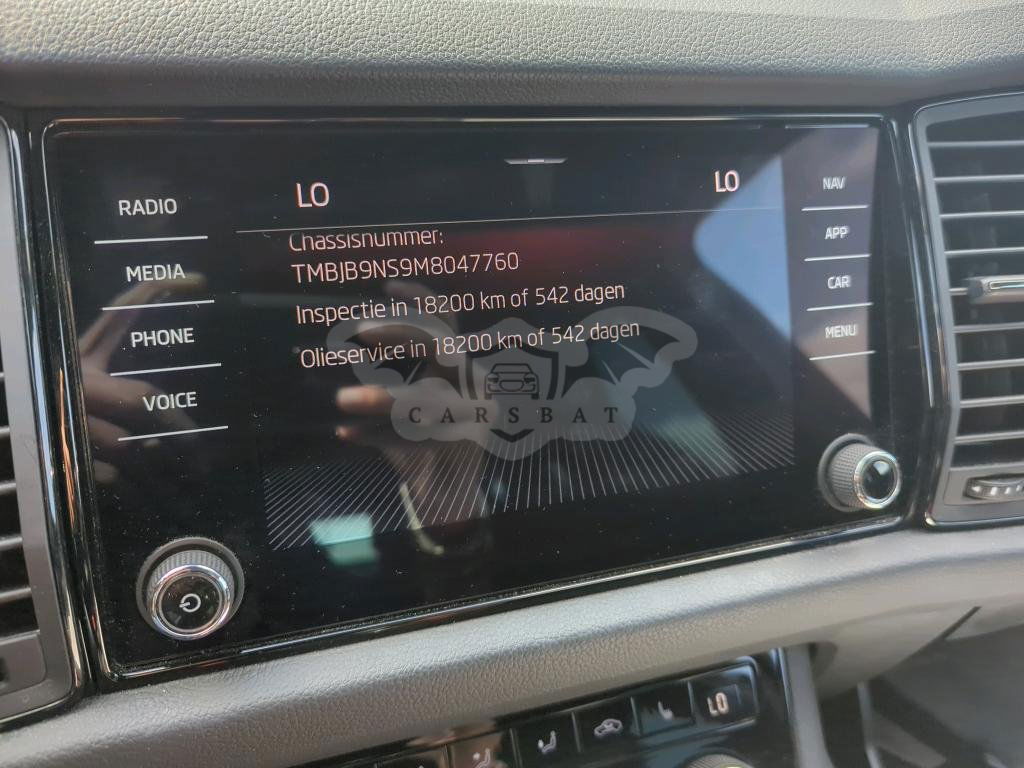 LO
LO
RADIO
MEDIA
PHONE
VOICE
Chassisnummer:
TMBJB9NS9M8047760
Inspectie in 18200 km of 542 dagen
Olieservice in 18200 km of 542 dagen
NAV
APP
CAR
MENU
CARSBAT
LO